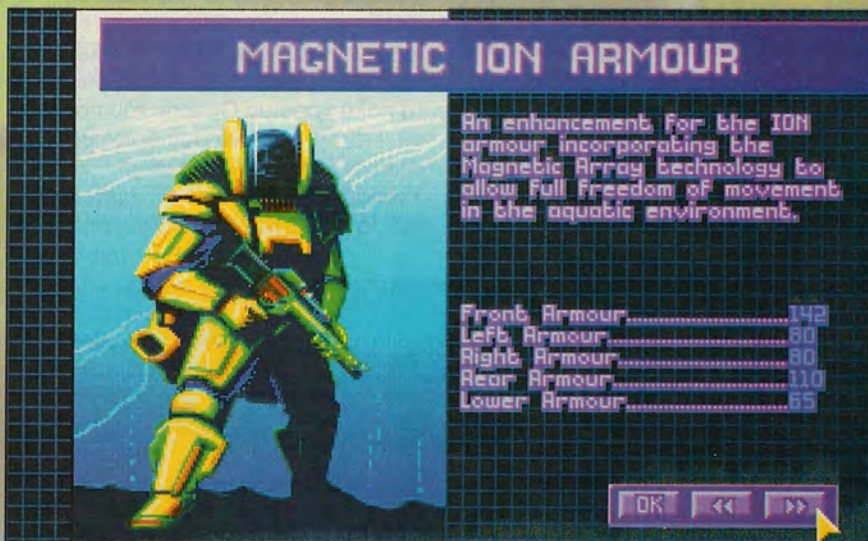 MAGNETIC ION ARMOUR
An enhancement for the ION
armour incorporating the
Magnetic Array technology to
allow full freedom of movement
in the aquatic environment.
Front Armour..............................142
Left Armour..............................80
Right Armour..............................80
Rear Armour..............................110
Lower Armour..............................65
OK << >>